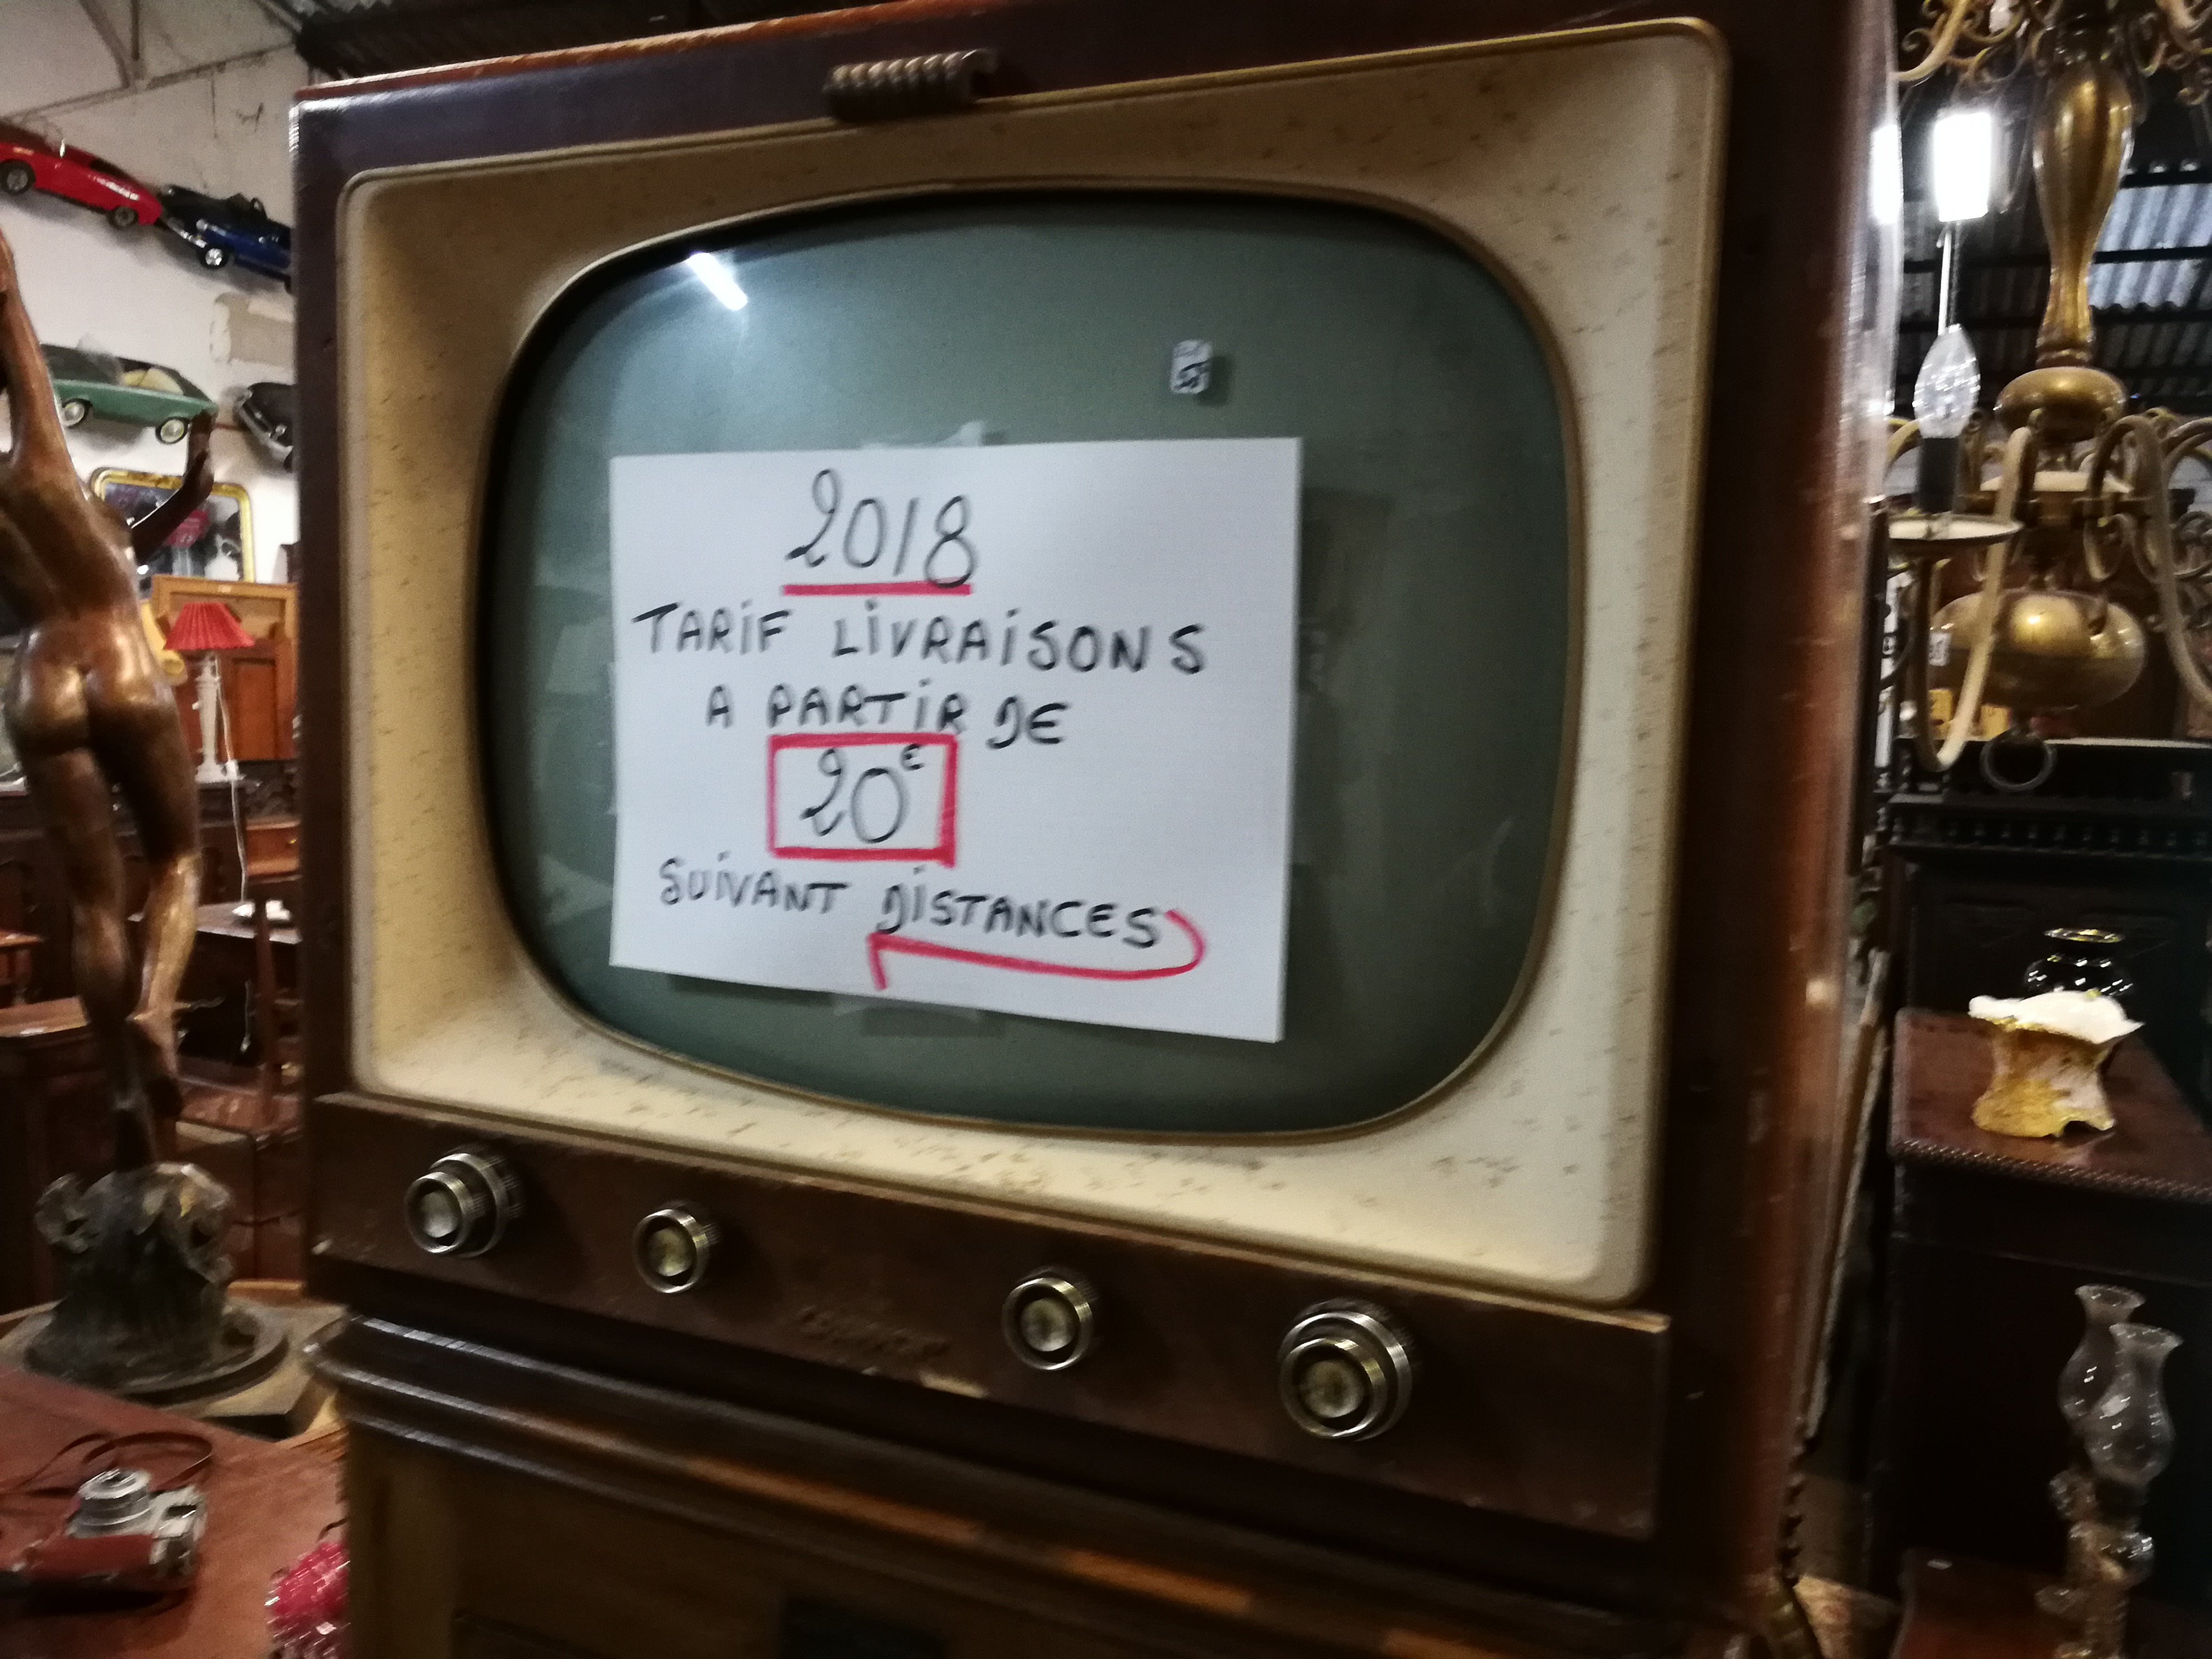 2018
TARIF LIVRAISONS
A PARTIR DE
20€
SUIVANT DISTANCES